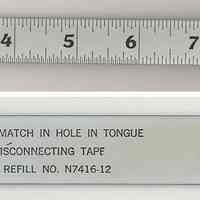 4 5 6 7
MATCH IN HOLE IN TONGUE
ISCONNECTING TAPE
REFILL NO. N7416-12